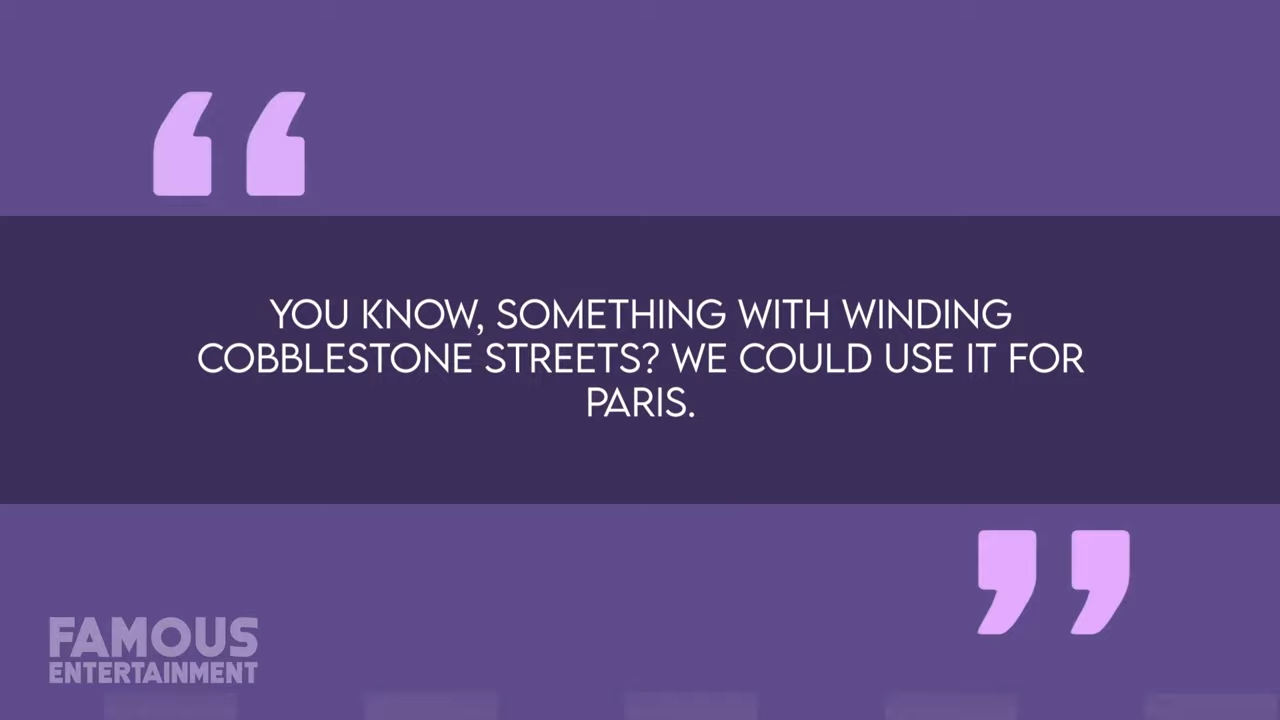 YOU KNOW, SOMETHING WITH WINDING
COBBLESTONE STREETS? WE COULD USE IT FOR
PARIS.
FAMOUS
ENTERTAINMENT